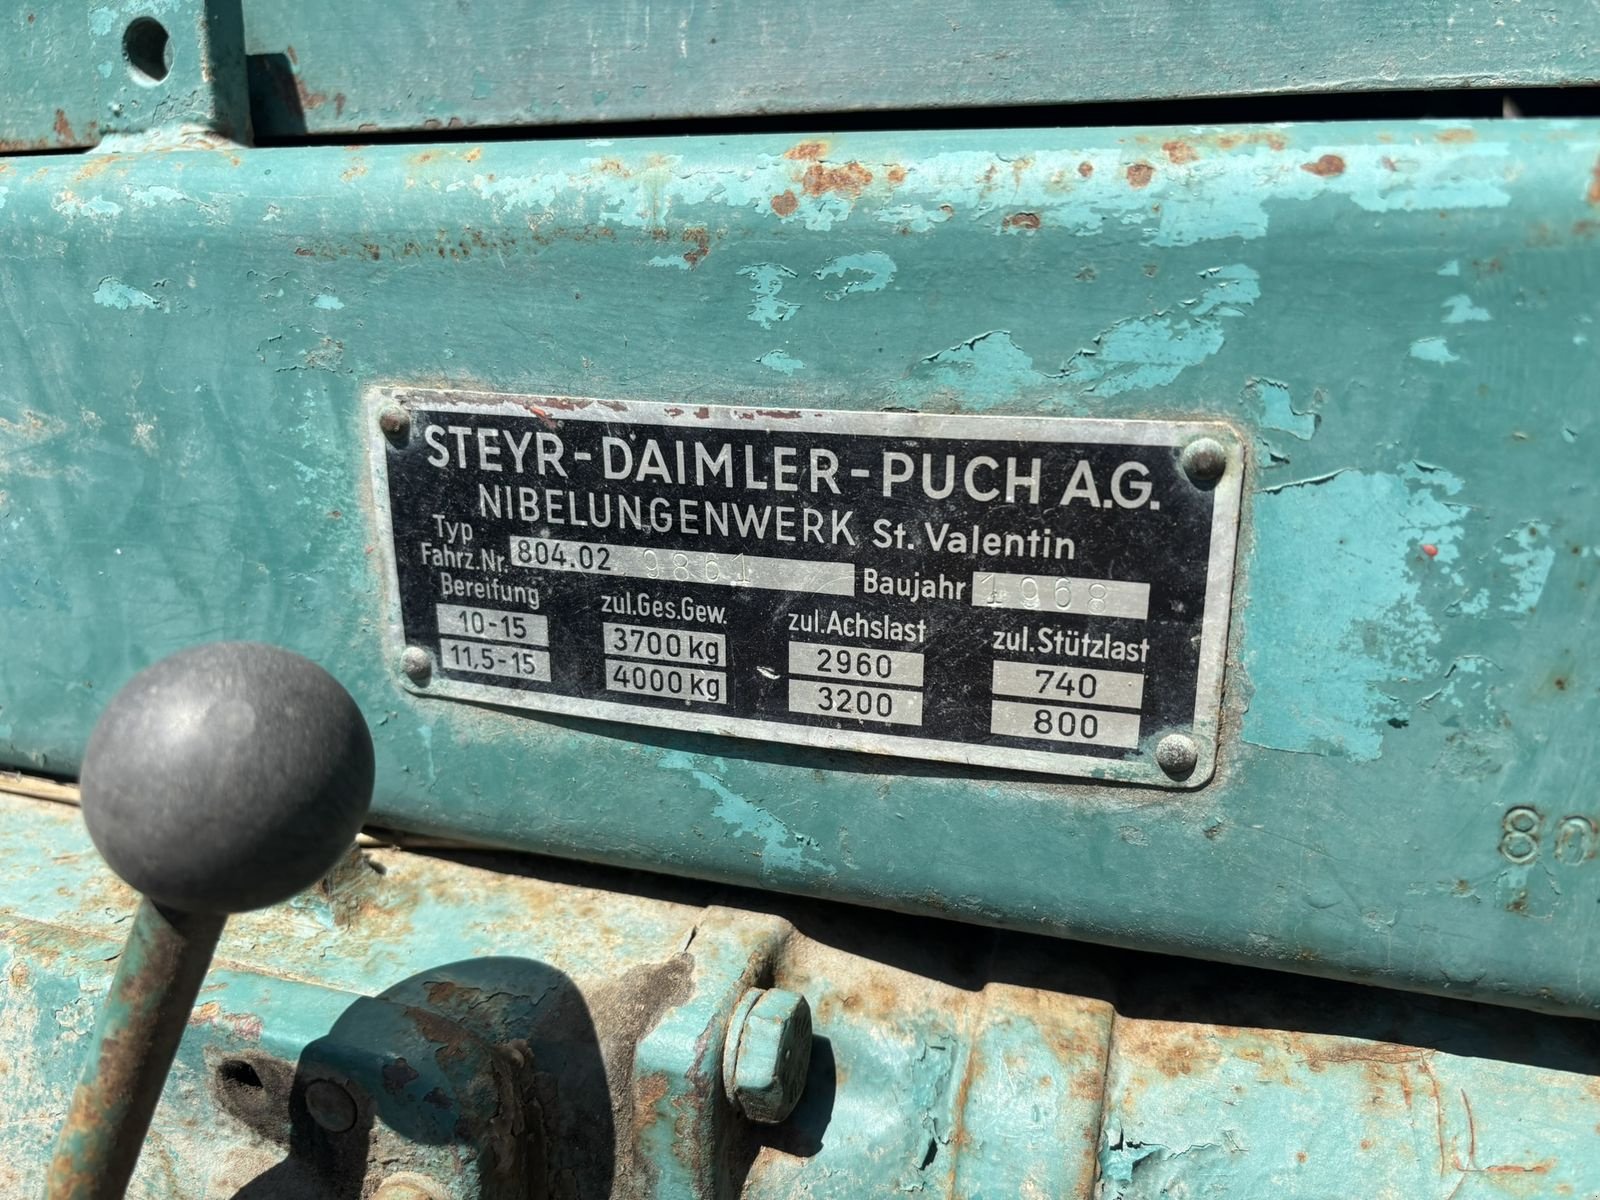 STEYR-DAIMLER-PUCH A.G.
NIBELUNGENWERK St. Valentin
Typ
Fahrz.Nr. 804.02 9861 Baujahr 1968
Bereifung zul.Ges.Gew. zul.Achslast zul.Stützlast
10-15 3700 kg 2960 740
11,5-15 4000 kg 3200 800
80